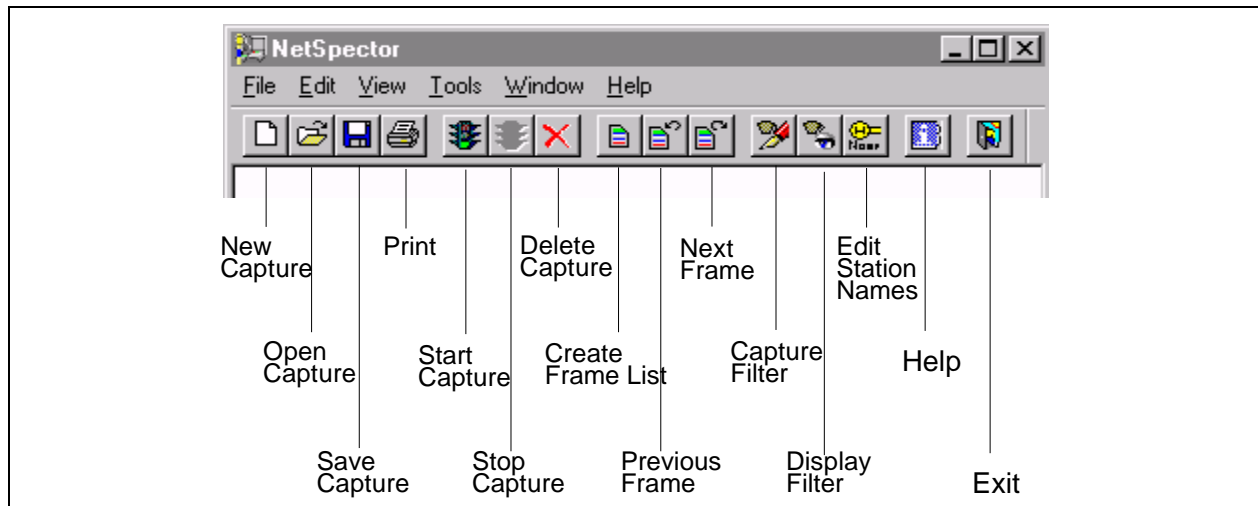 NetSpector
File Edit View Tools Window Help
New
Capture
Print
Delete
Capture
Next
Frame
Edit
Station
Names
Open
Capture
Start
Capture
Create
Frame List
Capture
Filter
Help
Save
Capture
Stop
Capture
Previous
Frame
Display
Filter
Exit